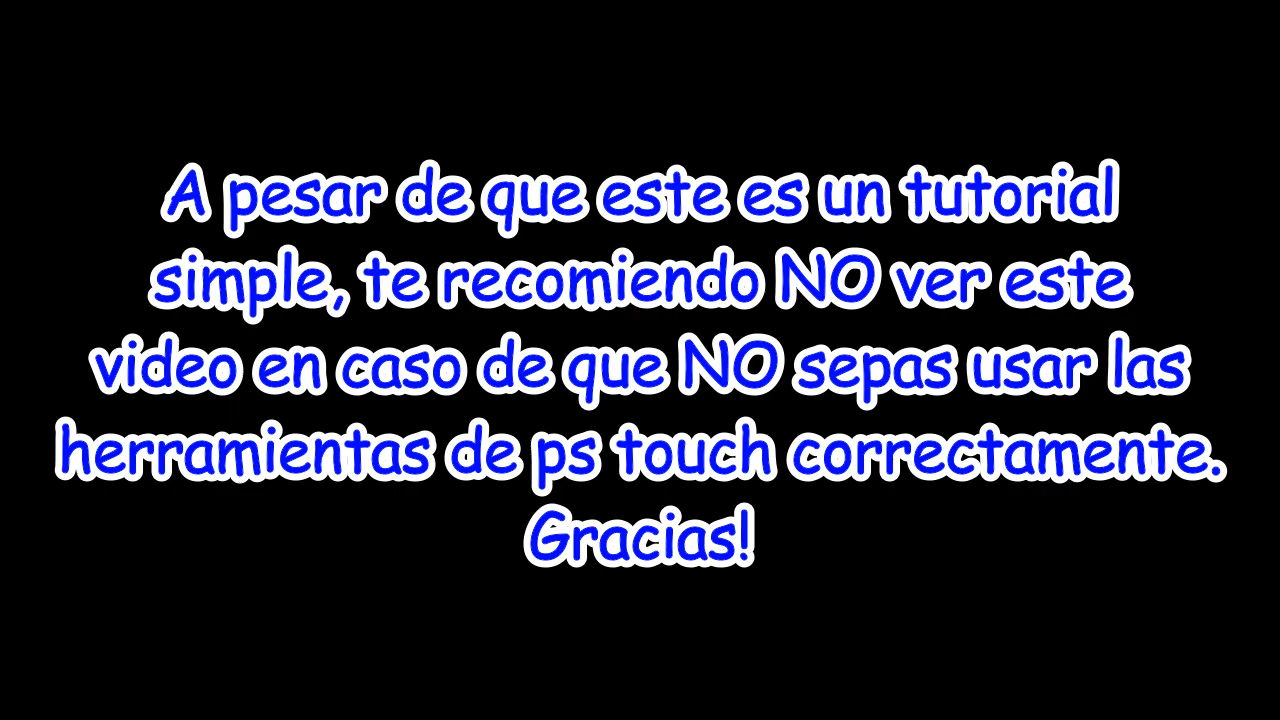 A pesar de que este es un tutorial
simple, te recomiendo NO ver este
video en caso de que NO sepas usar las
herramientas de ps touch correctamente.
Gracias!